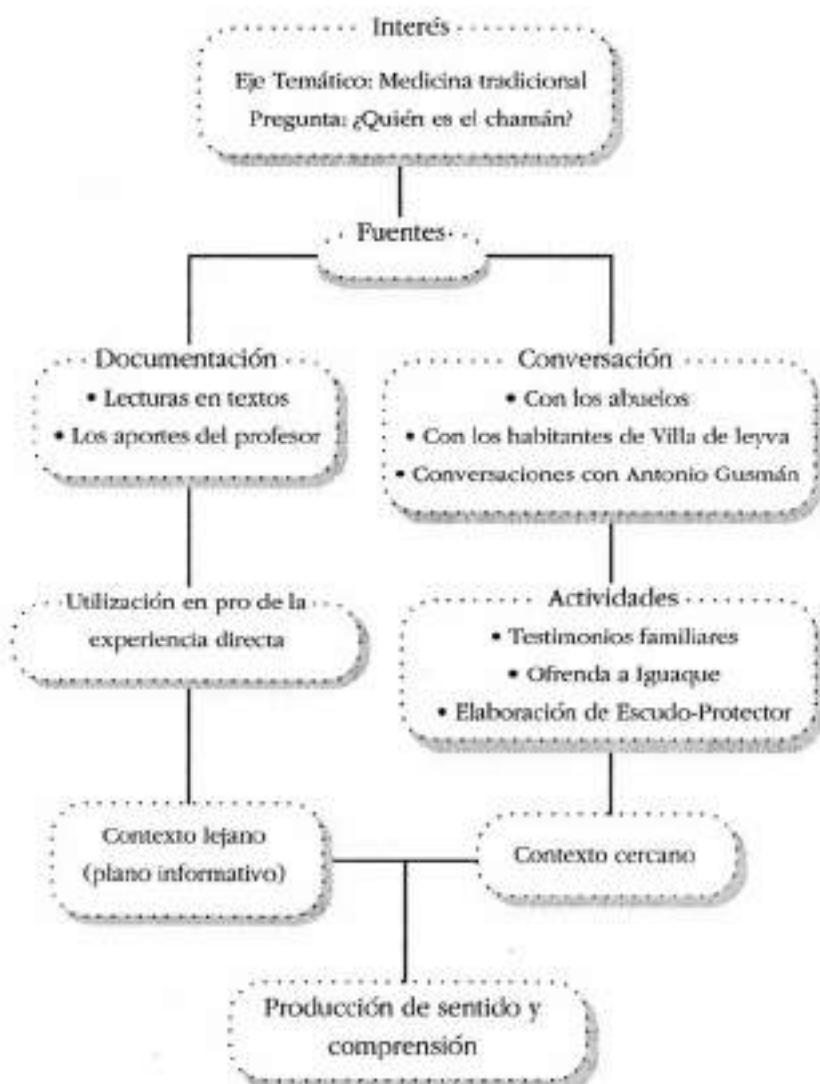 Interés
Eje Temático: Medicina tradicional
Pregunta: ¿Quién es el chamán?
Fuentes
Documentación
• Lecturas en textos
• Los aportes del profesor
Conversación
• Con los abuelos
• Con los habitantes de Villa de leyva
• Conversaciones con Antonio Gusmán
Utilización en pro de la
experiencia directa
Actividades
• Testimonios familiares
• Ofrenda a Iguaque
• Elaboración de Escudo-Protector
Contexto lejano
(plano informativo)
Contexto cercano
Producción de sentido y
comprensión